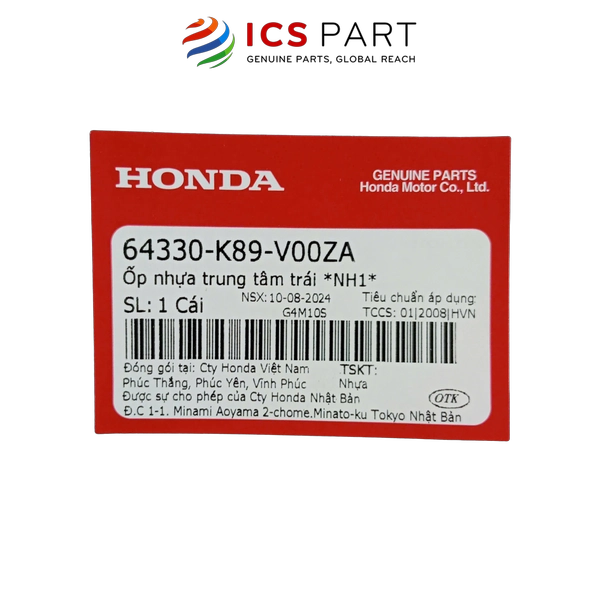 ICS PART
GENUINE PARTS, GLOBAL REACH
HONDA
GENUINE PARTS
Honda Motor Co., Ltd.
64330-K89-V00ZA
Ốp nhựa trung tâm trái *NH1*
SL: 1 Cái
NSX: 10-08-2024
G4M10S
Tiêu chuẩn áp dụng:
TCCS: 01|2008|HVN
Đóng gói tại: Cty Honda Việt Nam
Phúc Thắng, Phúc Yên, Vĩnh Phúc
TSKT:
Nhựa
Được sự cho phép của Cty Honda Nhật Bản
Đ.C 1-1. Minami Aoyama 2-chome.Minato-ku Tokyo Nhật Bản
OTK